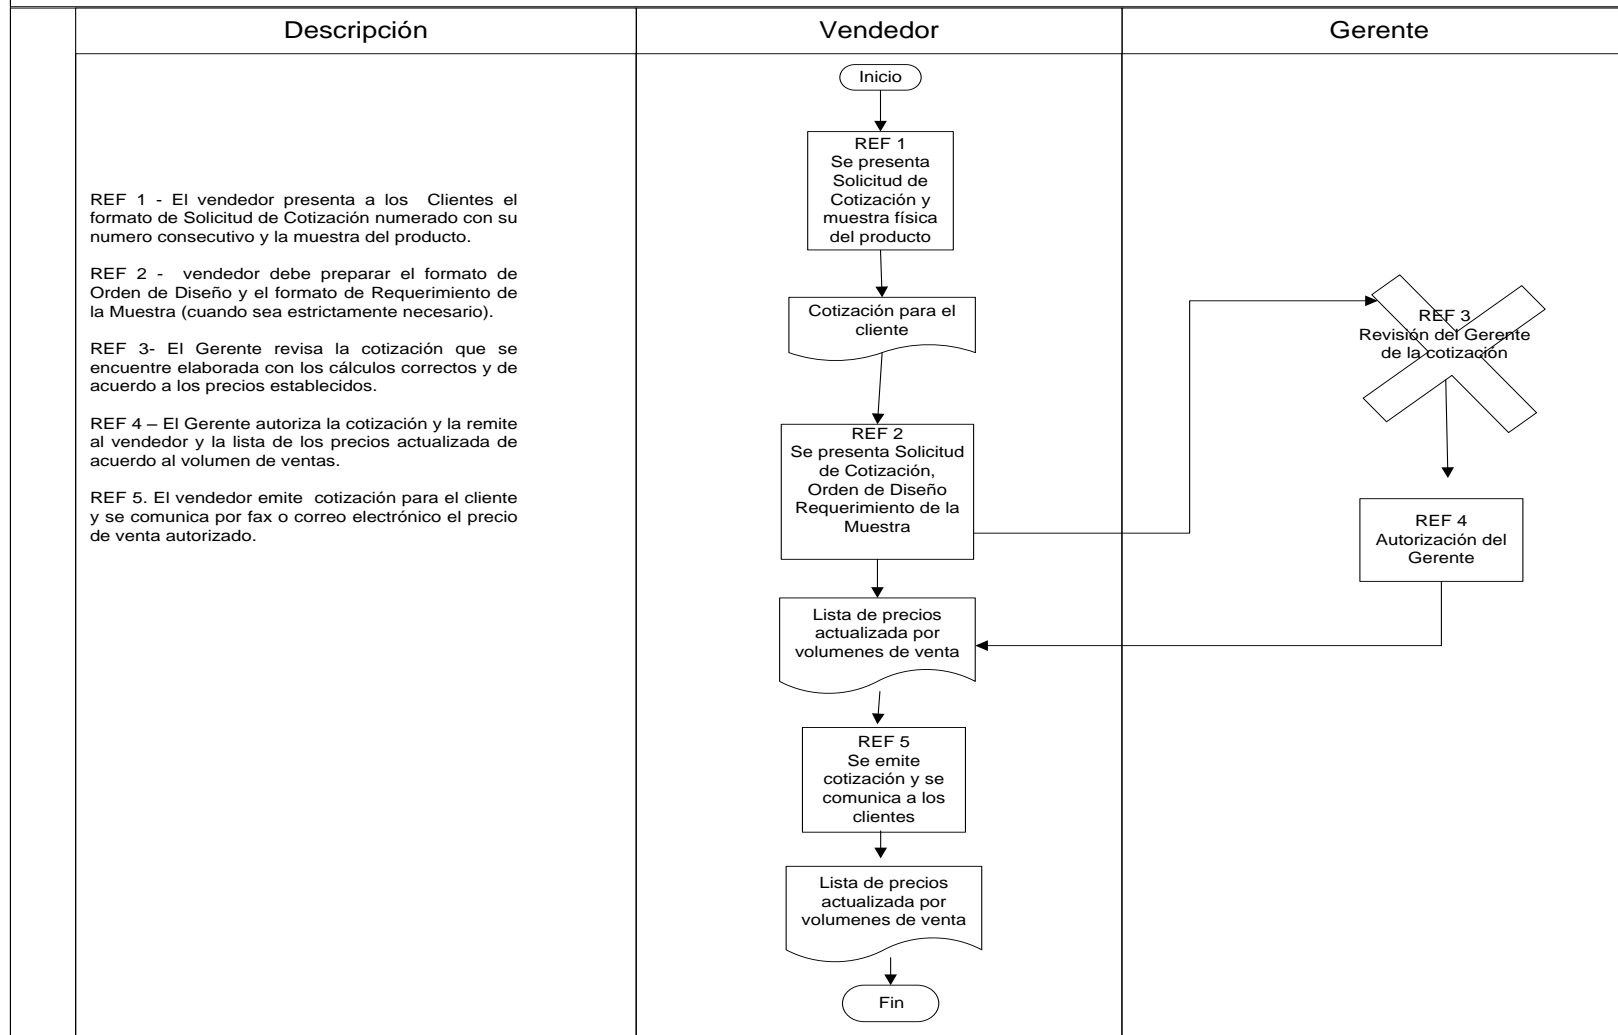 Descripción
Vendedor
Gerente
REF 1 - El vendedor presenta a los Clientes el
formato de Solicitud de Cotización numerado con su
numero consecutivo y la muestra del producto.
REF 2 - vendedor debe preparar el formato de
Orden de Diseño y el formato de Requerimiento de
la Muestra (cuando sea estrictamente necesario).
REF 3- El Gerente revisa la cotización que se
encuentre elaborada con los cálculos correctos y de
acuerdo a los precios establecidos.
REF 4 – El Gerente autoriza la cotización y la remite
al vendedor y la lista de los precios actualizada de
acuerdo al volumen de ventas.
REF 5. El vendedor emite cotización para el cliente
y se comunica por fax o correo electrónico el precio
de venta autorizado.
Inicio
REF 1
Se presenta
Solicitud de
Cotización y
muestra física
del producto
Cotización para el
cliente
REF 2
Se presenta Solicitud
de Cotización,
Orden de Diseño
Requerimiento de la
Muestra
Lista de precios
actualizada por
volumenes de venta
REF 5
Se emite
cotización y se
comunica a los
clientes
Lista de precios
actualizada por
volumenes de venta
Fin
REF 3
Revisión del Gerente
de la cotización
REF 4
Autorización del
Gerente